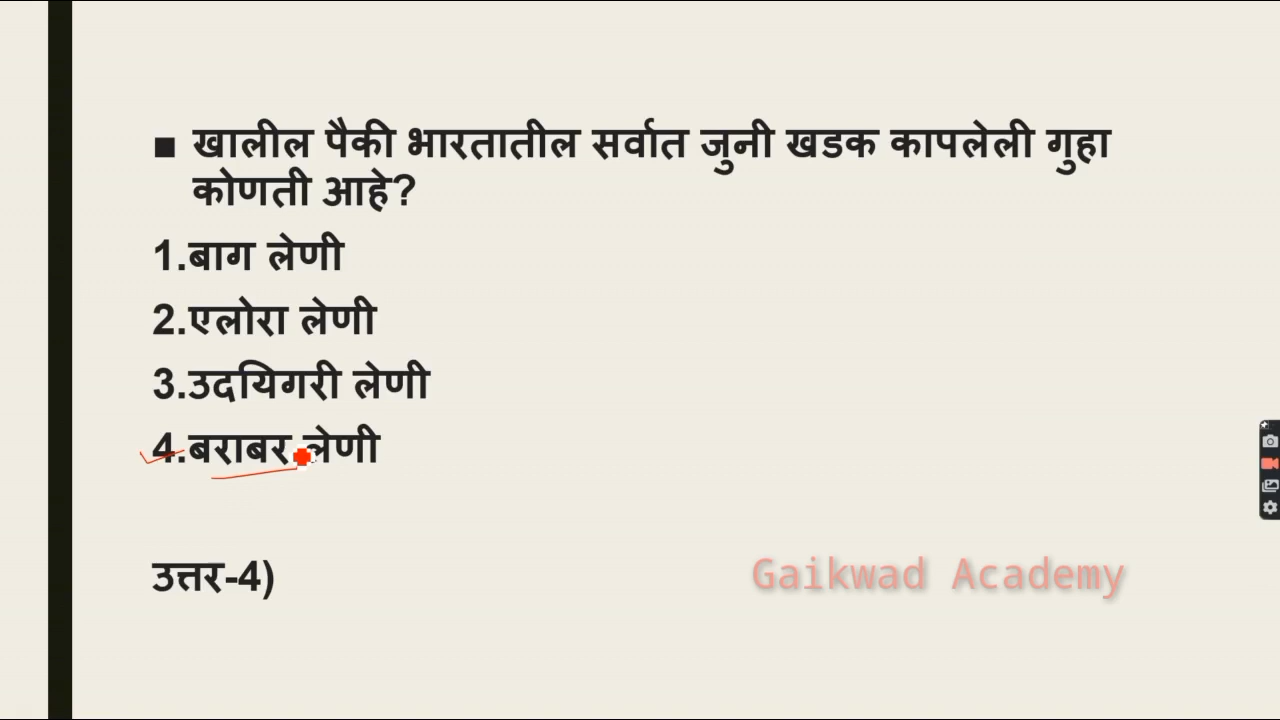 ▪ खालील पैकी भारतातील सर्वात जुनी खडक कापलेली गुहा
कोणती आहे?
1.बाग लेणी
2.एलोरा लेणी
3.उदयिगरी लेणी
4.बराबर लेणी
उत्तर-4)
Gaikwad Academy